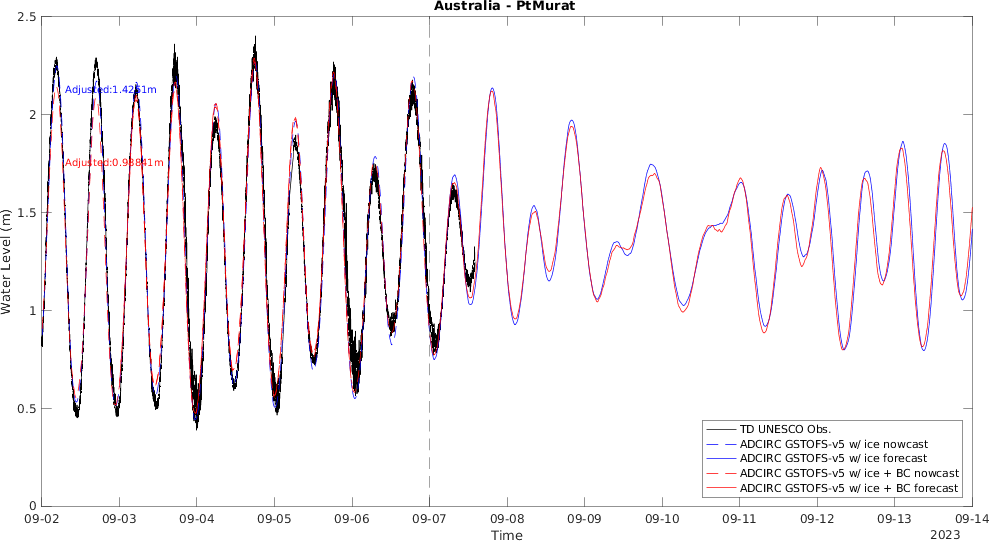 Australia - PtMurat
Water Level (m)
2.5
2
1.5
1
0.5
0
Adjusted:1.4251m
Adjusted:0.98841m
TD UNESCO Obs.
ADCIRC GSTOFS-v5 w/ ice nowcast
ADCIRC GSTOFS-v5 w/ ice forecast
ADCIRC GSTOFS-v5 w/ ice + BC nowcast
ADCIRC GSTOFS-v5 w/ ice + BC forecast
09-02 09-03 09-04 09-05 09-06 09-07 09-08 09-09 09-10 09-11 09-12 09-13 09-14
Time
2023